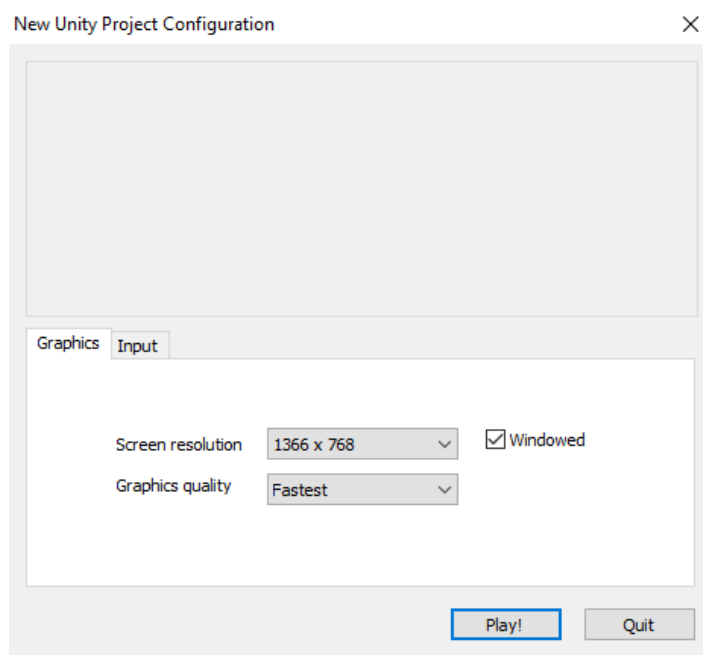 New Unity Project Configuration
Graphics
Input
Screen resolution 1366 x 768 Windowed
Graphics quality Fastest
Play! Quit